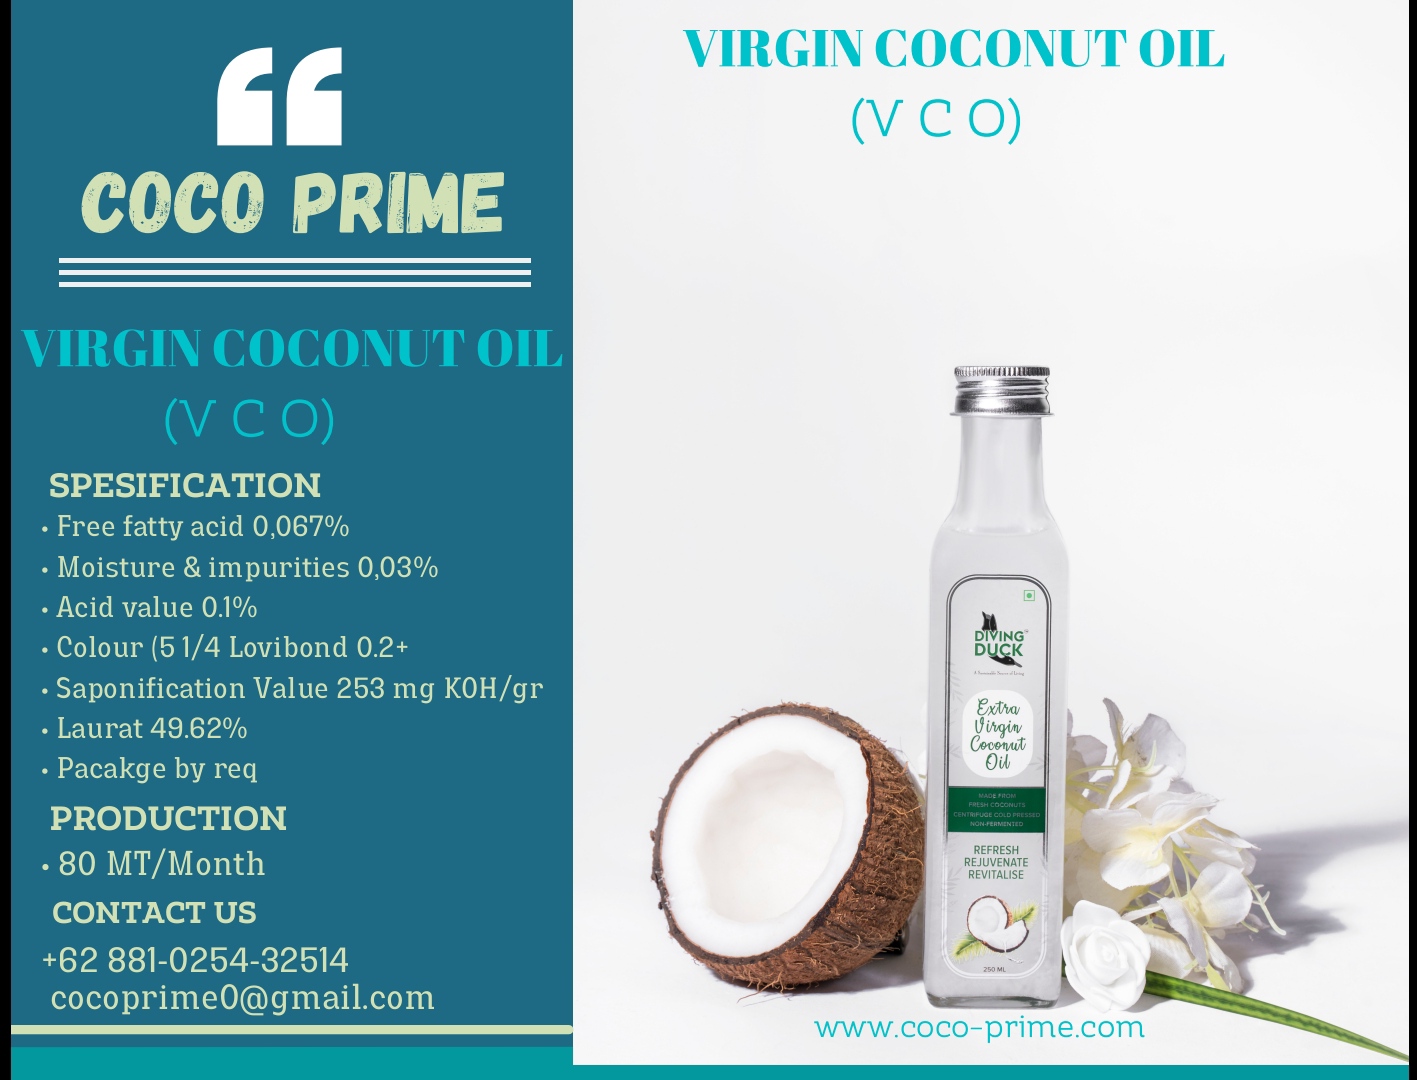 COCO PRIME
VIRGIN COCONUT OIL
(V C O)
SPESIFICATION
• Free fatty acid 0,067%
• Moisture & impurities 0,03%
• Acid value 0.1%
• Colour (5 1/4 Lovibond 0.2+
• Saponification Value 253 mg KOH/gr
• Laurat 49.62%
• Pacakge by req
PRODUCTION
• 80 MT/Month
CONTACT US
+62 881-0254-32514
cocoprime0@gmail.com
VIRGIN COCONUT OIL
(V C O)
DIVING
DUCK
Extra
Virgin
Coconut
Oil
MADE FROM
FRESH COCONUTS
CENTRIFUGE COLD PRESSED
NON-FERMENTED
REFRESH
REJUVENATE
REVITALISE
250 ML
www.coco-prime.com